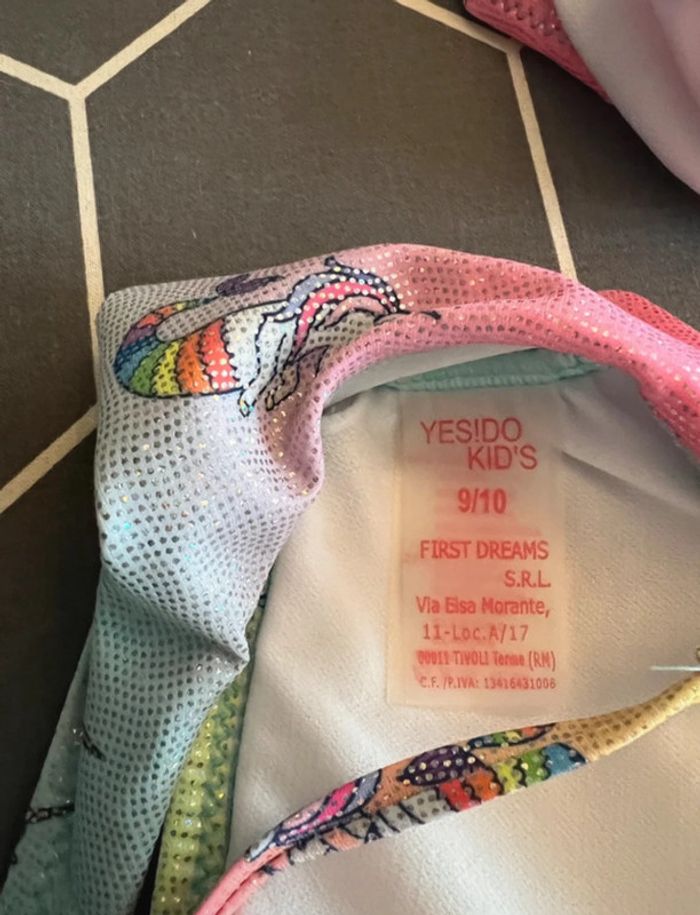 YES!DO
KID'S
9/10
FIRST DREAMS
S.R.L.
Via Elsa Morante,
11-Loc.A/17
00011 TIVOLI Terme (RM)
C.F./P.IVA: 13416431006